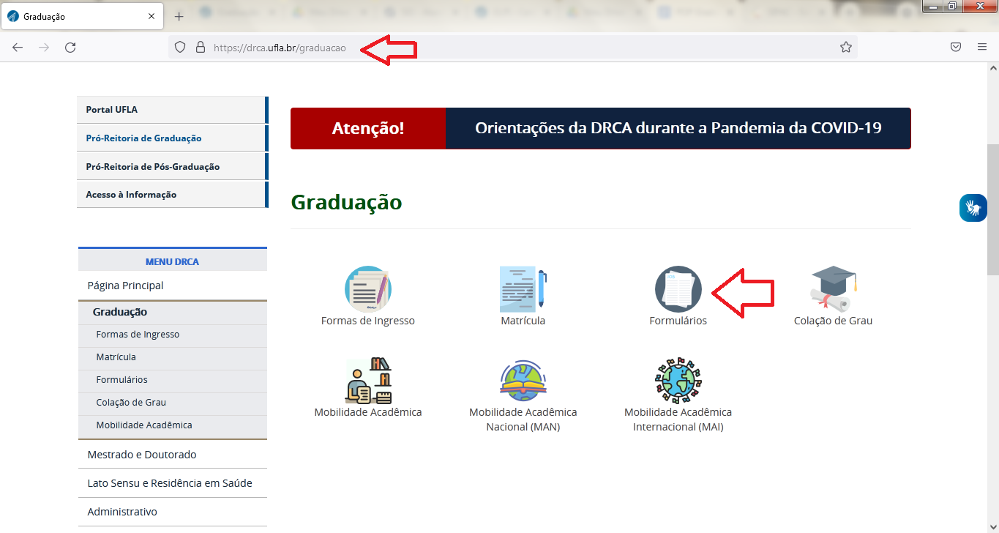 Graduação
https://drca.ufla.br/graduacao
Portal UFLA
Pró-Reitoria de Graduação
Pró-Reitoria de Pós-Graduação
Acesso à Informação
MENU DRCA
Página Principal
Graduação
Formas de Ingresso
Matrícula
Formulários
Colação de Grau
Mobilidade Acadêmica
Mestrado e Doutorado
Lato Sensu e Residência em Saúde
Administrativo
Atenção! Orientações da DRCA durante a Pandemia da COVID-19
Graduação
Formas de Ingresso
Matrícula
JOB
Formulários
Colação de Grau
Mobilidade Acadêmica
Mobilidade Acadêmica
Nacional (MAN)
Mobilidade Acadêmica
Internacional (MAI)